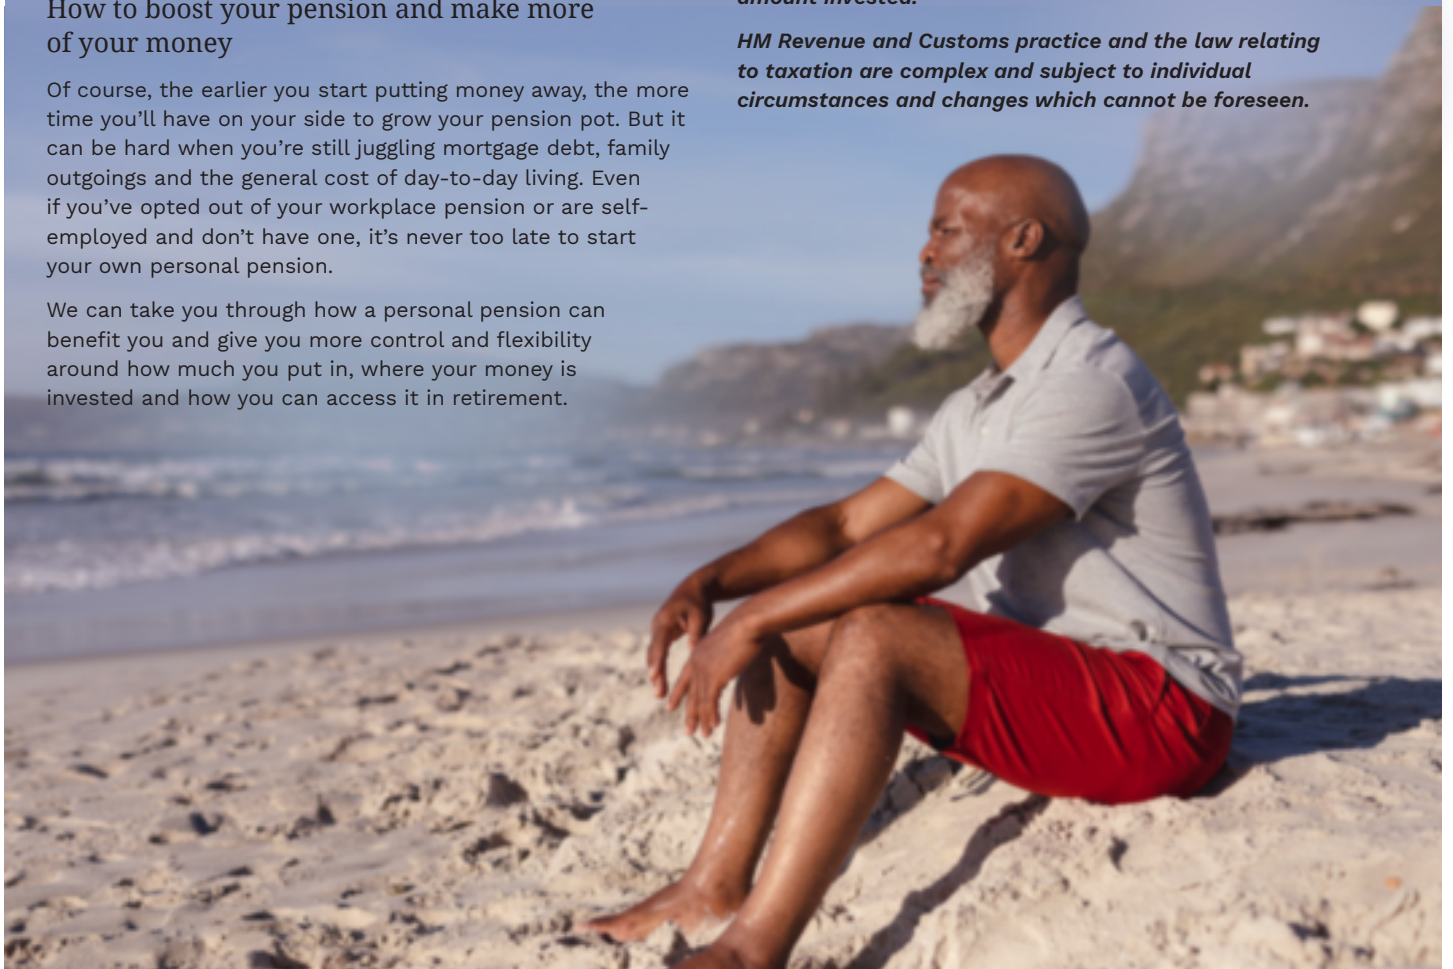 How to boost your pension and make more
of your money
Of course, the earlier you start putting money away, the more
time you’ll have on your side to grow your pension pot. But it
can be hard when you’re still juggling mortgage debt, family
outgoings and the general cost of day-to-day living. Even
if you’ve opted out of your workplace pension or are self-
employed and don’t have one, it’s never too late to start
your own personal pension.
We can take you through how a personal pension can
benefit you and give you more control and flexibility
around how much you put in, where your money is
invested and how you can access it in retirement.
amount invested.
HM Revenue and Customs practice and the law relating
to taxation are complex and subject to individual
circumstances and changes which cannot be foreseen.